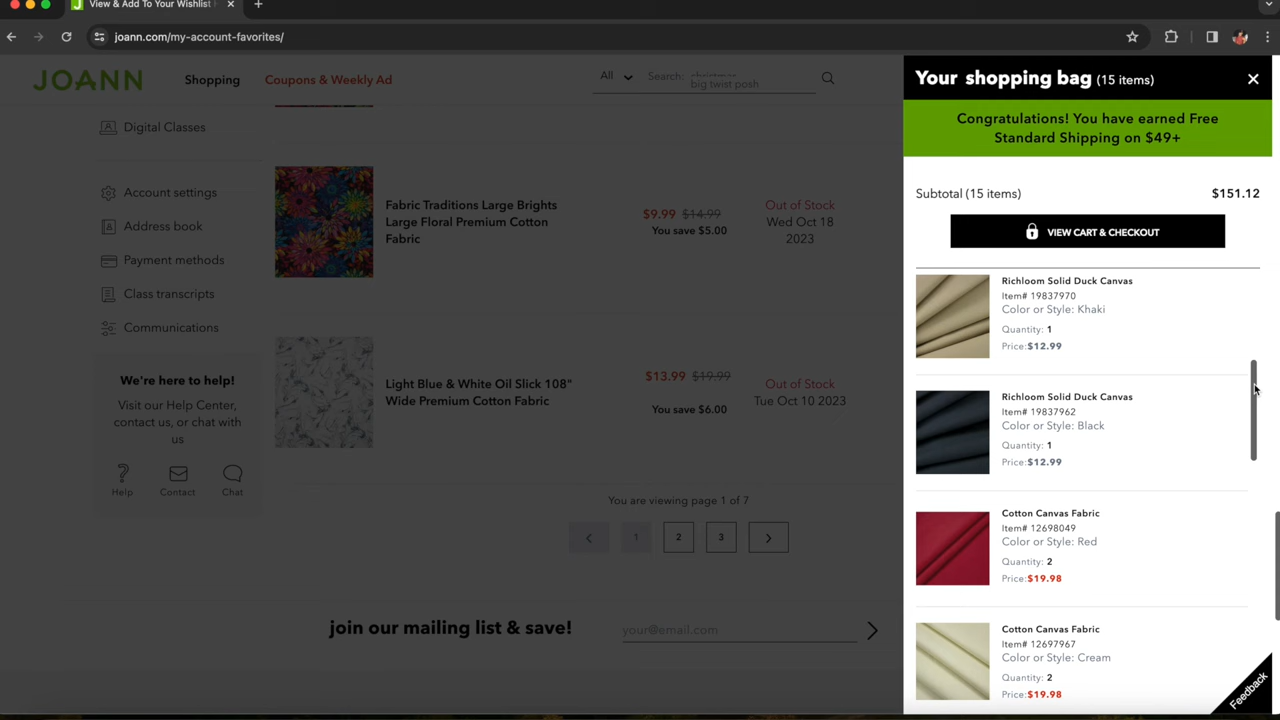 View & Add To Your Wishlist
joann.com/my-account-favorites/
JOANN
Shopping
Coupons & Weekly Ad
All
Search:
christmas
big twist posh
Digital Classes
Account settings
Address book
Payment methods
Class transcripts
Communications
We're here to help!
Visit our Help Center,
contact us, or chat with
us
Help
Contact
Chat
Fabric Traditions Large Brights
Large Floral Premium Cotton
Fabric
$9.99 $14.99
You save $5.00
Out of Stock
Wed Oct 18
2023
Light Blue & White Oil Slick 108"
Wide Premium Cotton Fabric
$13.99 $19.99
You save $6.00
Out of Stock
Tue Oct 10 2023
You are viewing page 1 of 7
1
2
3
join our mailing list & save!
your@email.com
Your shopping bag (15 items)
Congratulations! You have earned Free
Standard Shipping on $49+
Subtotal (15 items)
$151.12
VIEW CART & CHECKOUT
Richloom Solid Duck Canvas
Item# 19837970
Color or Style: Khaki
Quantity: 1
Price:$12.99
Richloom Solid Duck Canvas
Item# 19837962
Color or Style: Black
Quantity: 1
Price:$12.99
Cotton Canvas Fabric
Item# 12698049
Color or Style: Red
Quantity: 2
Price:$19.98
Cotton Canvas Fabric
Item# 12697967
Color or Style: Cream
Quantity: 2
Price:$19.98
Feedback